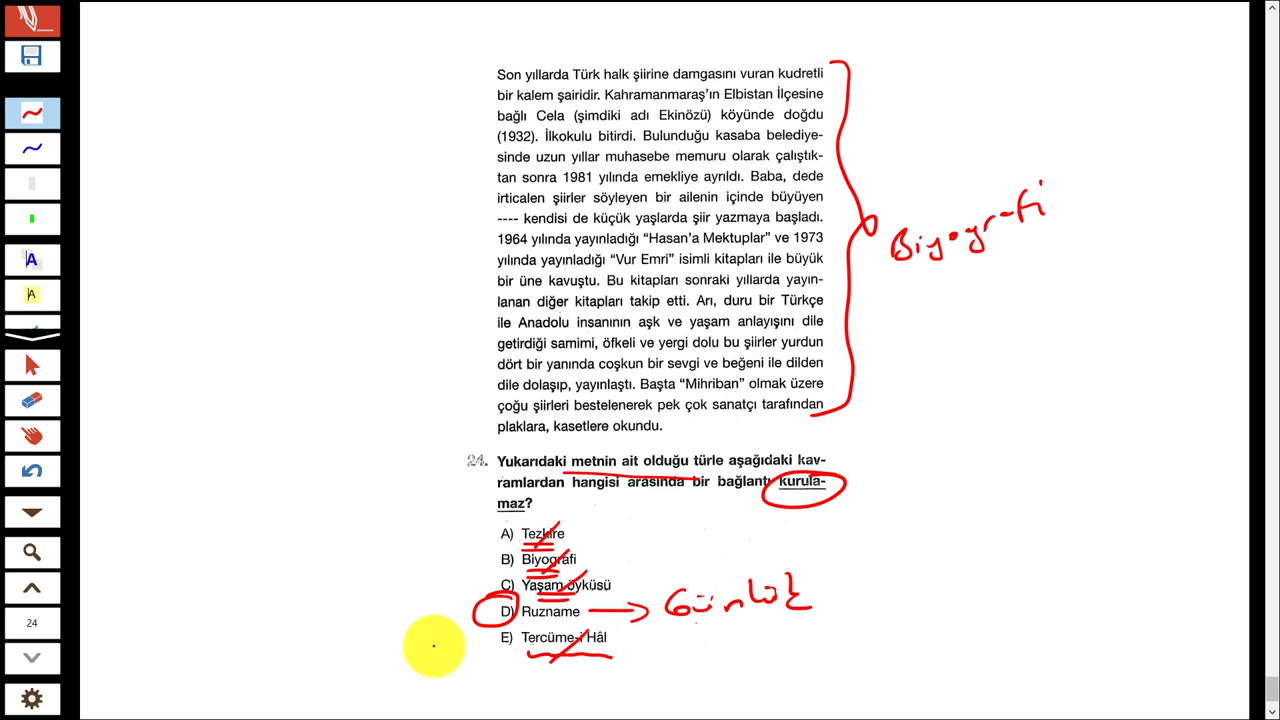 Son yıllarda Türk halk şiirine damgasını vuran kudretli
bir kalem şairidir. Kahramanmaraş'ın Elbistan İlçesine
bağlı Cela (şimdiki adı Ekinözü) köyünde doğdu
(1932). İlkokulu bitirdi. Bulunduğu kasaba belediye-
sinde uzun yıllar muhasebe memuru olarak çalıştık-
tan sonra 1981 yılında emekliye ayrıldı. Baba, dede
irticalen şiirler söyleyen bir ailenin içinde büyüyen
---- kendisi de küçük yaşlarda şiir yazmaya başladı.
1964 yılında yayınladığı “Hasan'a Mektuplar” ve 1973
yılında yayınladığı “Vur Emri” isimli kitapları ile büyük
bir üne kavuştu. Bu kitapları sonraki yıllarda yayın-
lanan diğer kitapları takip etti. Arı, duru bir Türkçe
ile Anadolu insanının aşk ve yaşam anlayışını dile
getirdiği samimi, öfkeli ve yergi dolu bu şiirler yurdun
dört bir yanında coşkun bir sevgi ve beğeni ile dilden
dile dolaşıp, yayınlaştı. Başta “Mihriban” olmak üzere
çoğu şiirleri bestelenerek pek çok sanatçı tarafından
plaklara, kasetlere okundu.
Biyografi
24. Yukarıdaki metnin ait olduğu türle aşağıdaki kav-
ramlardan hangisi arasında bir bağlantı kurula-
maz?
A) Tezkire
B) Biyografi
C) Yaşam öyküsü
D) Ruzname
Günlük
E) Tercüme-i Hâl
A
A
24